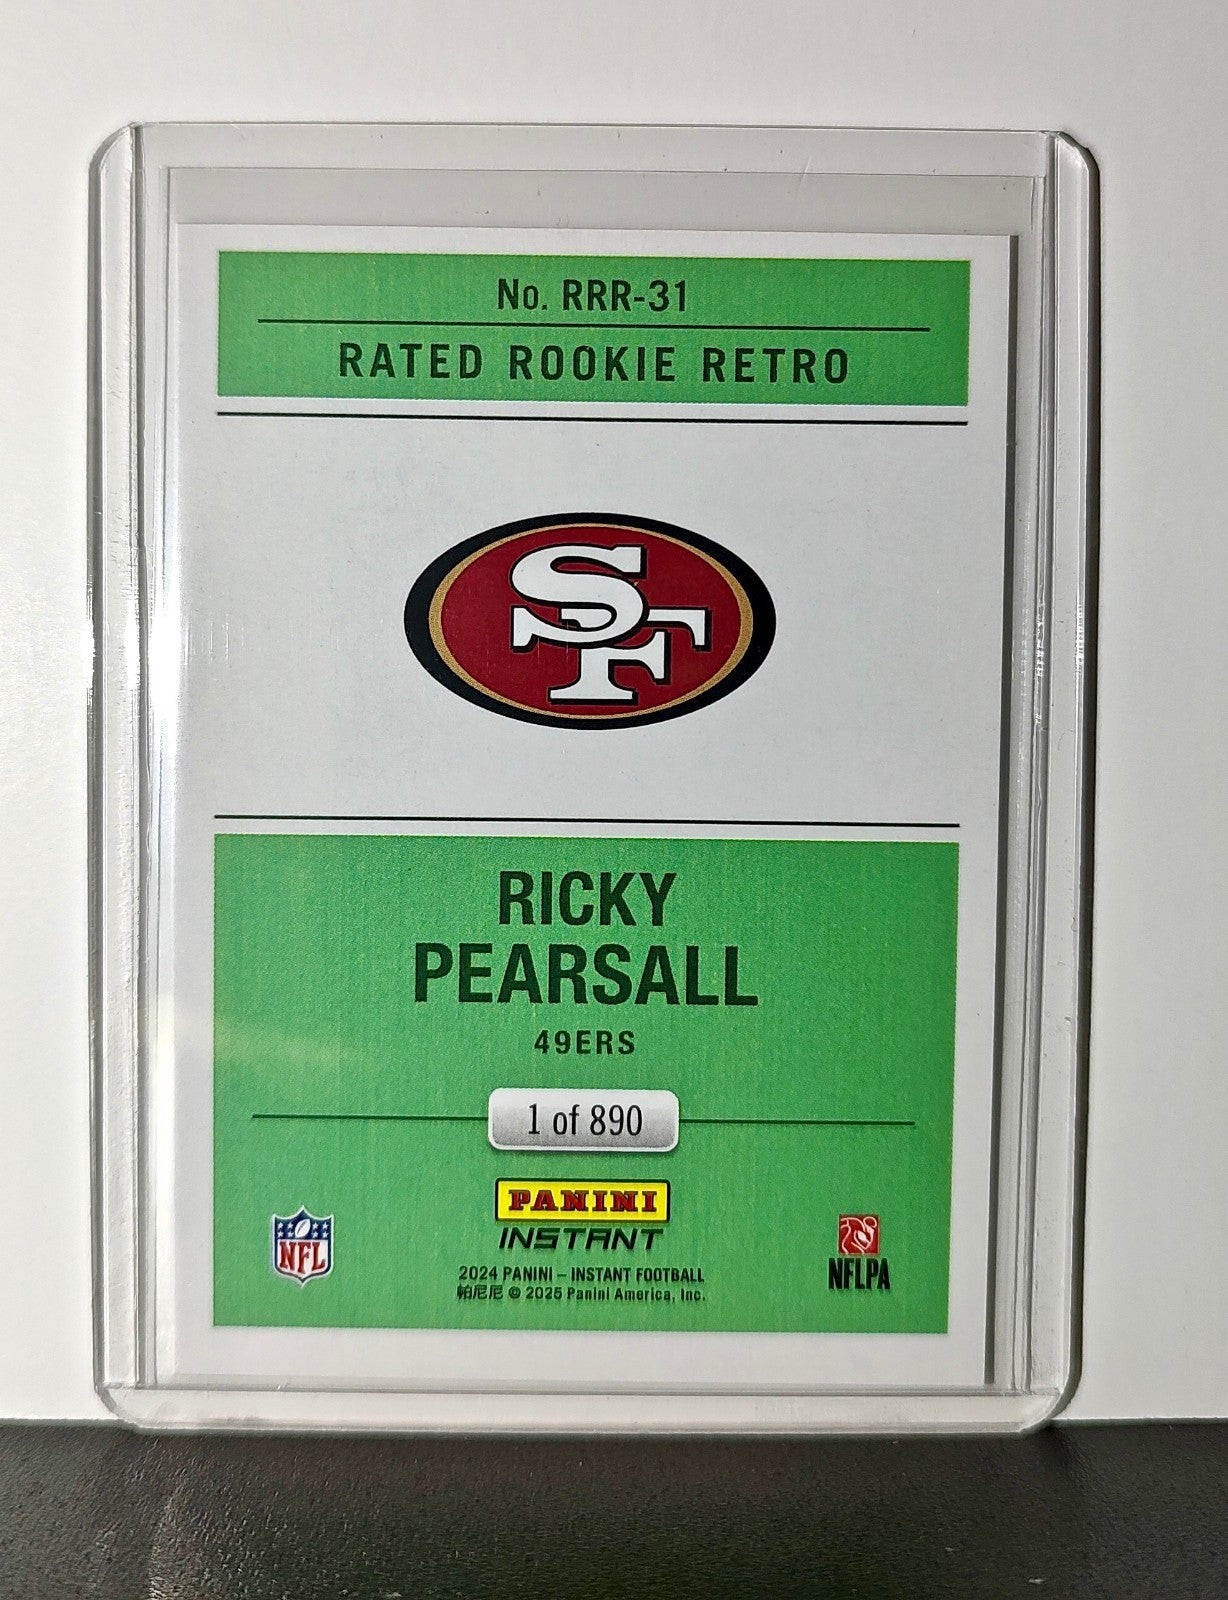 No. RRR-31
RATED ROOKIE RETRO
SF
RICKY
PEARSALL
49ERS
1 of 890
PANINI
INSTANT
NFL
NFLPA
2024 PANINI – INSTANT FOOTBALL
帕尼尼 © 2025 Panini America, Inc.